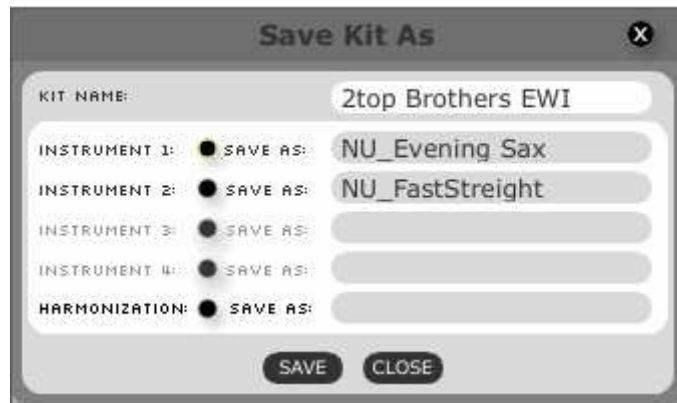 Save Kit As X
KIT NAME: 2top Brothers EWI
INSTRUMENT 1: SAVE AS: NU_Evening Sax
INSTRUMENT 2: SAVE AS: NU_FastStreight
INSTRUMENT 3: SAVE AS:
INSTRUMENT 4: SAVE AS:
HARMONIZATION: SAVE AS:
SAVE CLOSE